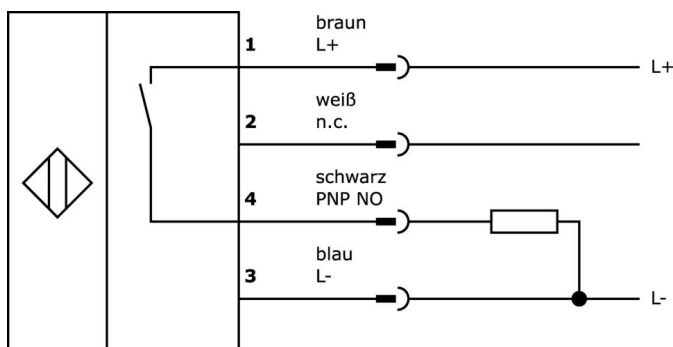 braun
1 L+
L+
weiß
2 n.c.
schwarz
4 PNP NO
blau
3 L-
L-